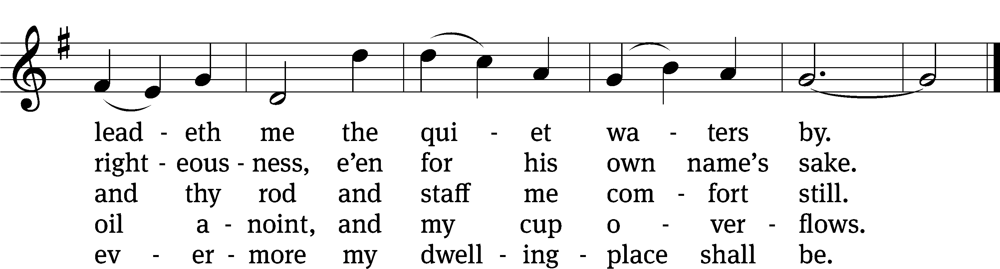 lead - eth me the qui - et wa - ters by.
right - eous - ness, e’en for his own name’s sake.
and thy rod and staff me com - fort still.
oil a - noint, and my cup o - ver - flows.
ev - er - more my dwell - ing - place shall be.